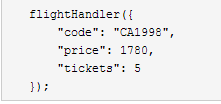 flightHandler({
    "code": "CA1998",
    "price": 1780,
    "tickets": 5
});